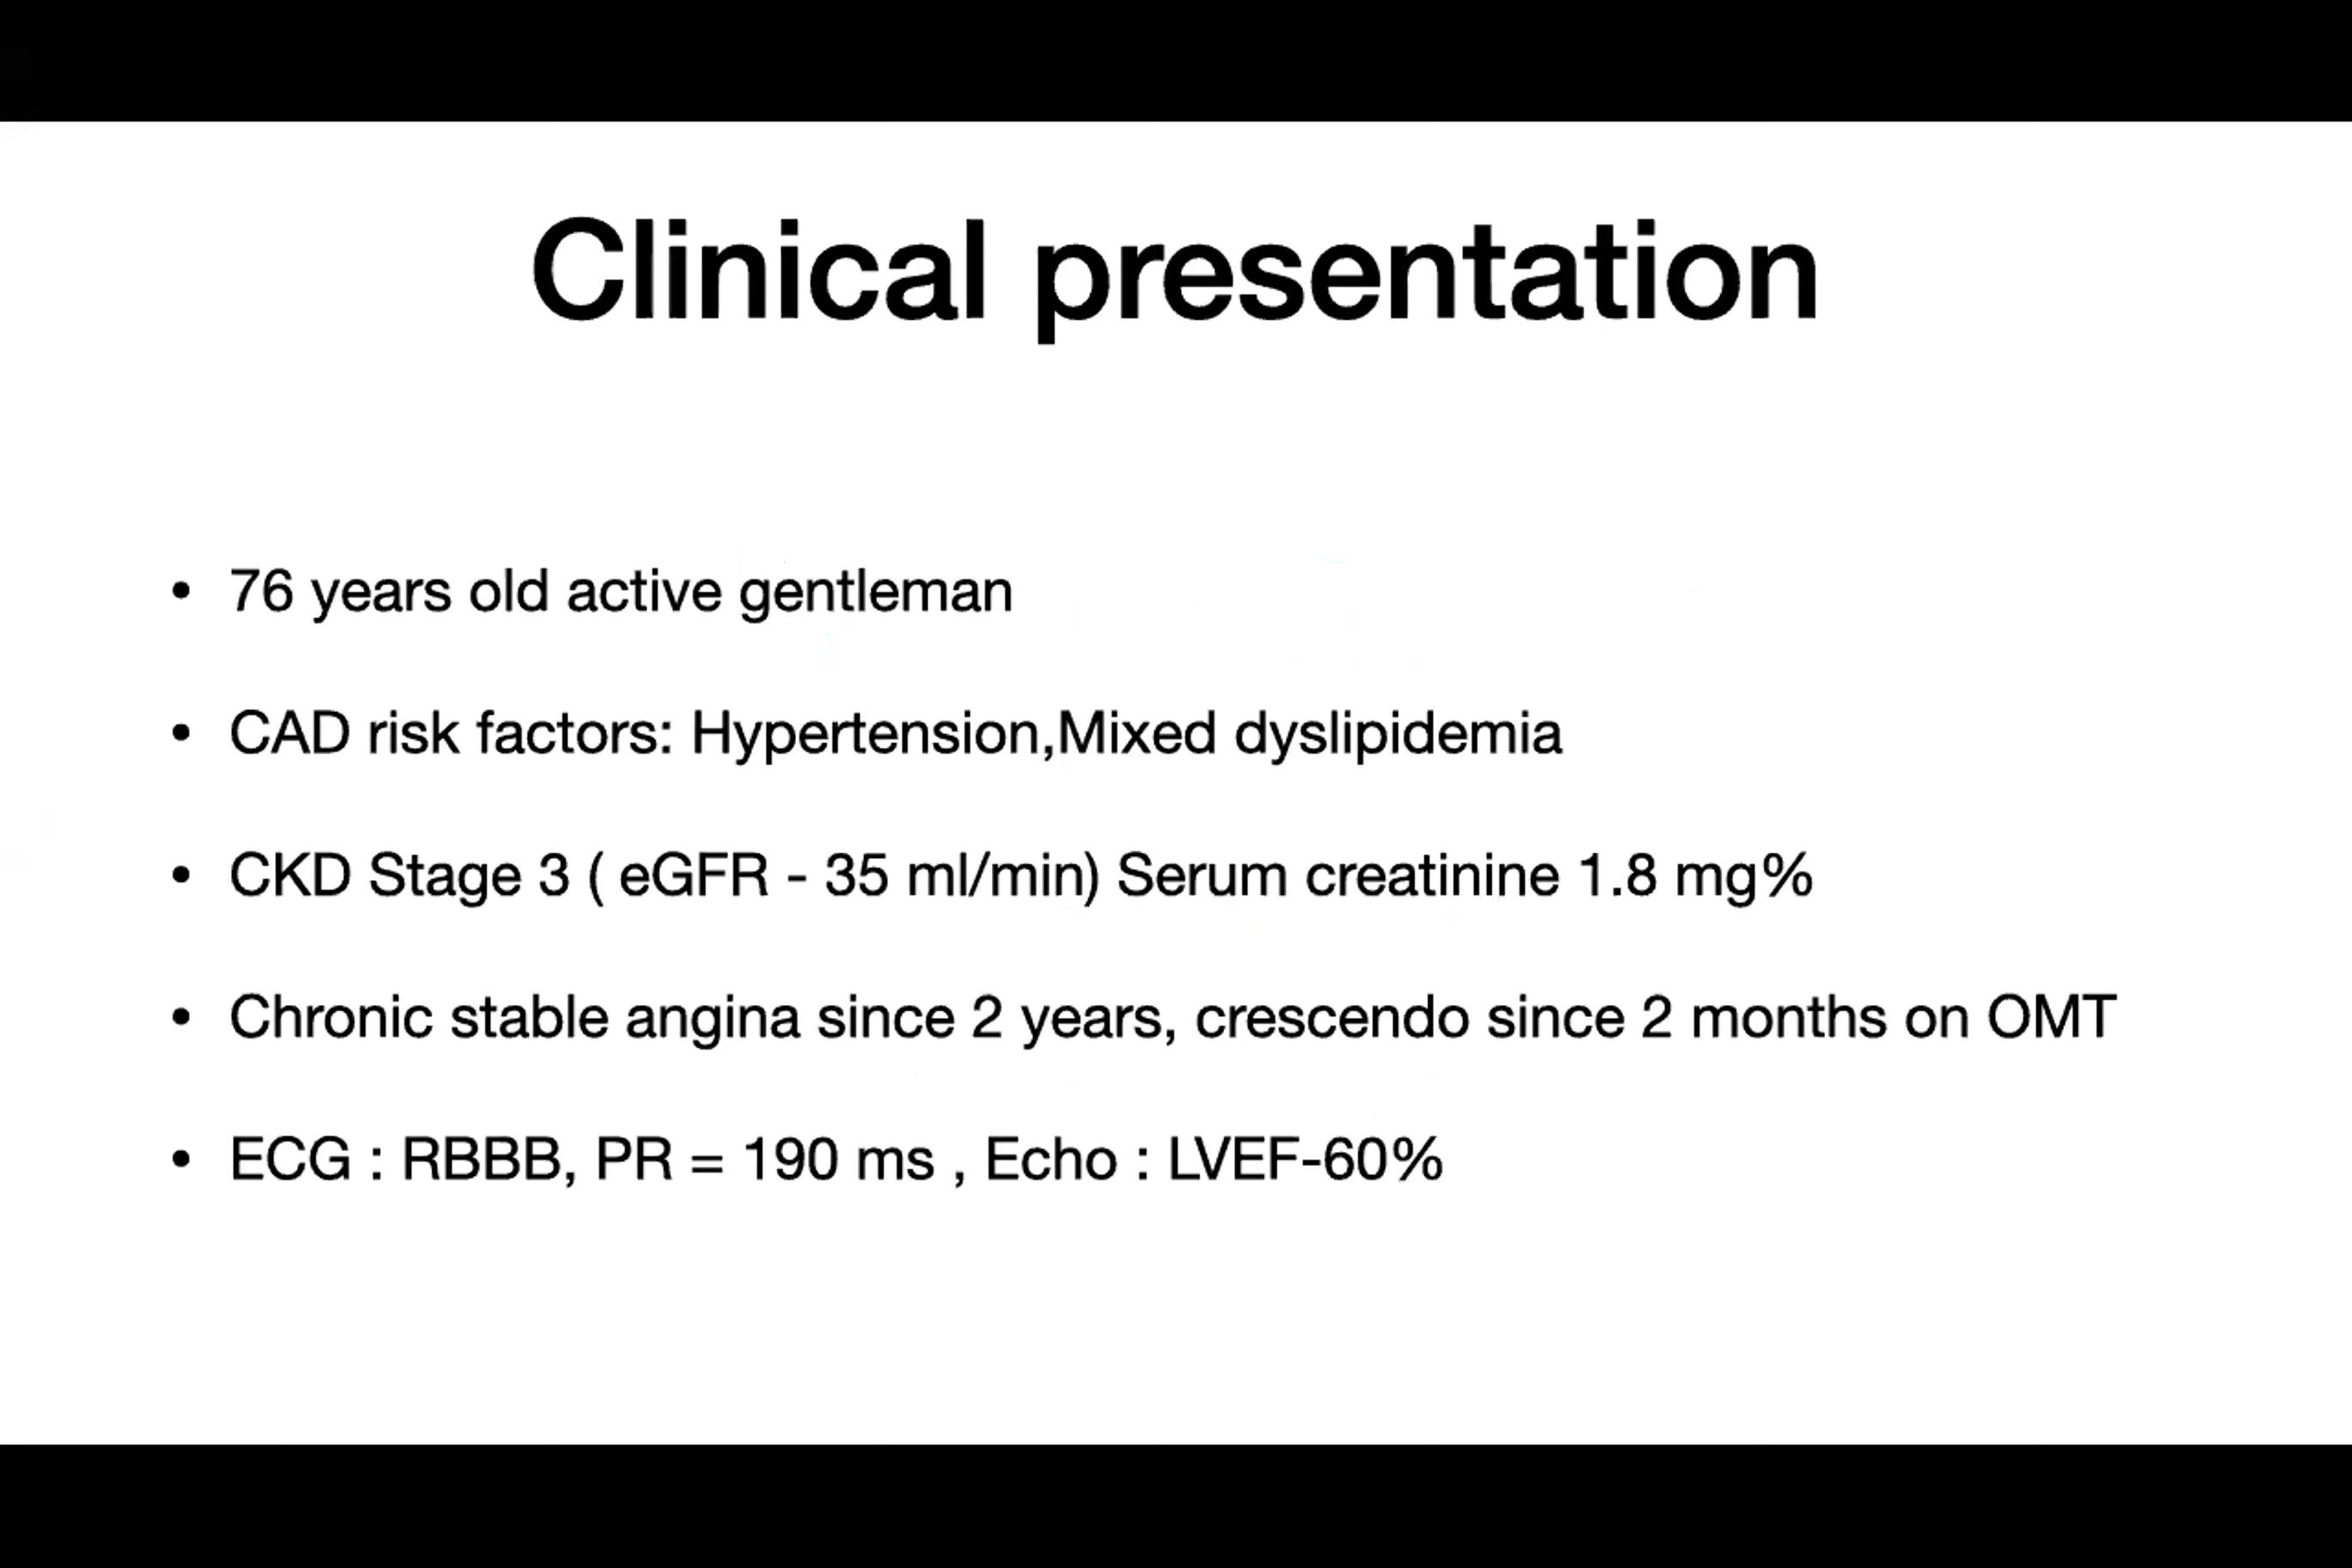 Clinical presentation
• 76 years old active gentleman
• CAD risk factors: Hypertension,Mixed dyslipidemia
• CKD Stage 3 ( eGFR - 35 ml/min) Serum creatinine 1.8 mg%
• Chronic stable angina since 2 years, crescendo since 2 months on OMT
• ECG : RBBB, PR = 190 ms , Echo : LVEF-60%